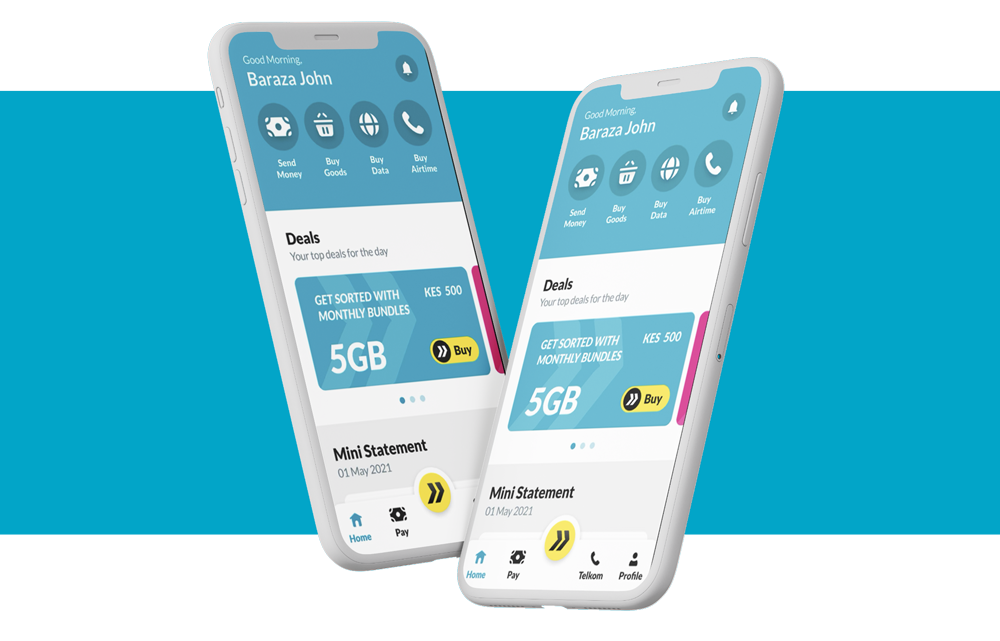 Good Morning,
Baraza John
Send
Money
Buy
Goods
Buy
Data
Buy
Airtime
Deals
Your top deals for the day
GET SORTED WITH
MONTHLY BUNDLES
KES 500
5GB
Buy
Mini Statement
01 May 2021
Home
Pay
Good Morning,
Baraza John
Send
Money
Buy
Goods
Buy
Data
Buy
Airtime
Deals
Your top deals for the day
GET SORTED WITH
MONTHLY BUNDLES
KES 500
5GB
Buy
Mini Statement
01 May 2021
Home
Pay
Telkom
Profile